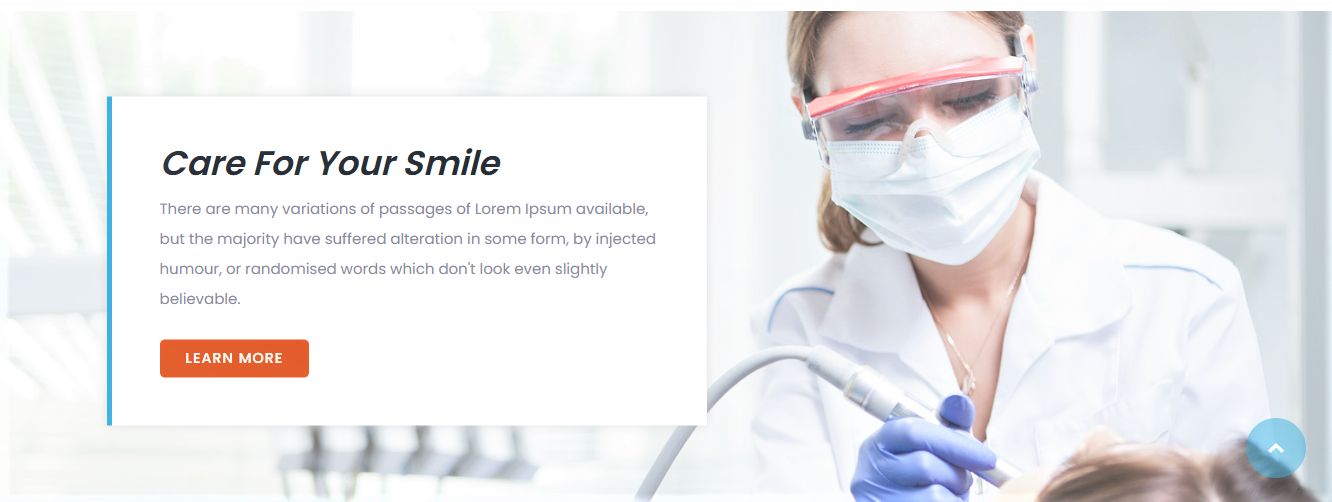 Care For Your Smile
There are many variations of passages of Lorem Ipsum available,
but the majority have suffered alteration in some form, by injected
humour, or randomised words which don't look even slightly
believable.
LEARN MORE